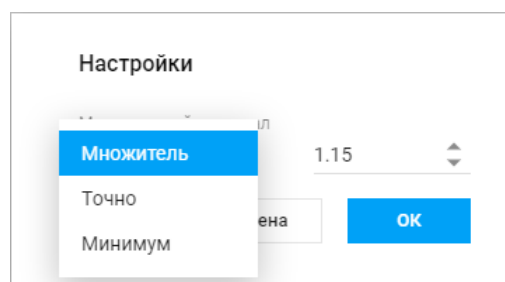 Настройки
Множитель
1.15
Точно
Минимум
ена
OK